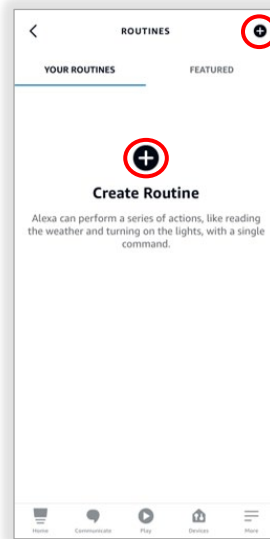 ROUTINES
YOUR ROUTINES FEATURED
Create Routine
Alexa can perform a series of actions, like reading
the weather and turning on the lights, with a single
command.
Home Communicate Play Devices More